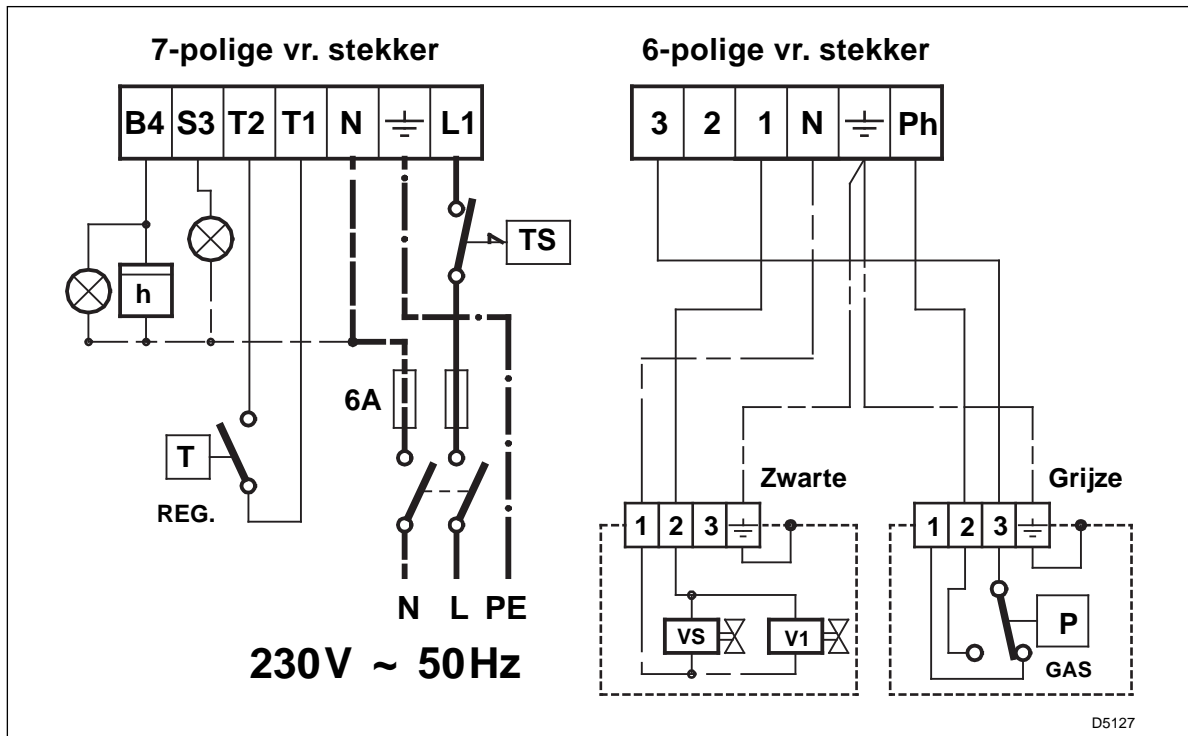 7-polige vr. stekker
6-polige vr. stekker
B4 S3 T2 T1 N L1
3 2 1 N Ph
TS
h
6A
T
REG.
Zwarte
Grijze
1 2 3
1 2 3
N L PE
VS V1
P
GAS
230V ~ 50Hz
D5127